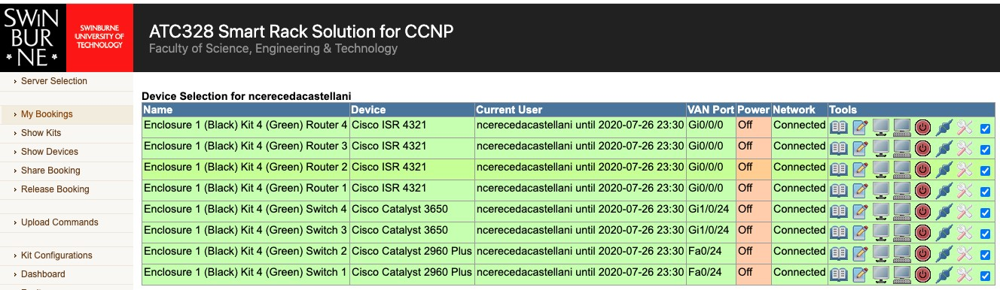 SWIN
BUR
NE
SWINBURNE
UNIVERSITY OF
TECHNOLOGY
ATC328 Smart Rack Solution for CCNP
Faculty of Science, Engineering & Technology
Server Selection
My Bookings
Show Kits
Show Devices
Share Booking
Release Booking
Upload Commands
Kit Configurations
Dashboard
Device Selection for ncerecedacastellani
Name Device Current User VAN Port Power Network Tools
Enclosure 1 (Black) Kit 4 (Green) Router 4 Cisco ISR 4321 ncerecedacastellani until 2020-07-26 23:30 Gi0/0/0 Off Connected
Enclosure 1 (Black) Kit 4 (Green) Router 3 Cisco ISR 4321 ncerecedacastellani until 2020-07-26 23:30 Gi0/0/0 Off Connected
Enclosure 1 (Black) Kit 4 (Green) Router 2 Cisco ISR 4321 ncerecedacastellani until 2020-07-26 23:30 Gi0/0/0 Off Connected
Enclosure 1 (Black) Kit 4 (Green) Router 1 Cisco ISR 4321 ncerecedacastellani until 2020-07-26 23:30 Gi0/0/0 Off Connected
Enclosure 1 (Black) Kit 4 (Green) Switch 4 Cisco Catalyst 3650 ncerecedacastellani until 2020-07-26 23:30 Gi1/0/24 Off Connected
Enclosure 1 (Black) Kit 4 (Green) Switch 3 Cisco Catalyst 3650 ncerecedacastellani until 2020-07-26 23:30 Gi1/0/24 Off Connected
Enclosure 1 (Black) Kit 4 (Green) Switch 2 Cisco Catalyst 2960 Plus ncerecedacastellani until 2020-07-26 23:30 Fa0/24 Off Connected
Enclosure 1 (Black) Kit 4 (Green) Switch 1 Cisco Catalyst 2960 Plus ncerecedacastellani until 2020-07-26 23:30 Fa0/24 Off Connected